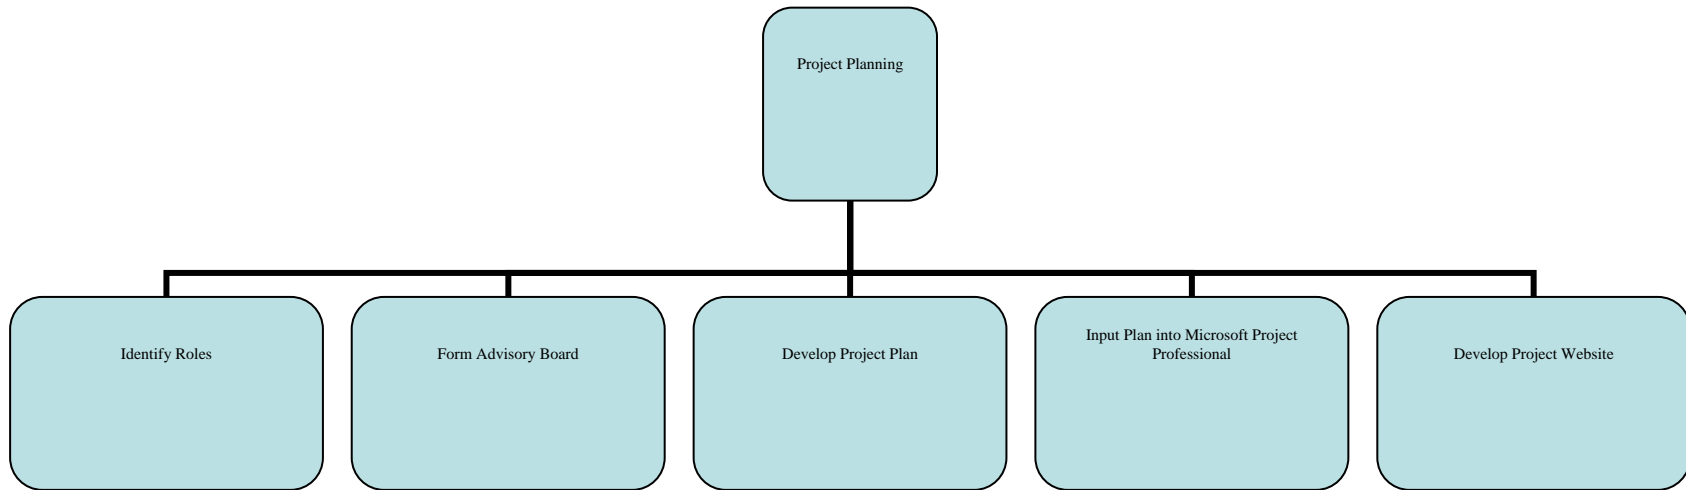 Project Planning
Identify Roles
Form Advisory Board
Develop Project Plan
Input Plan into Microsoft Project
Professional
Develop Project Website